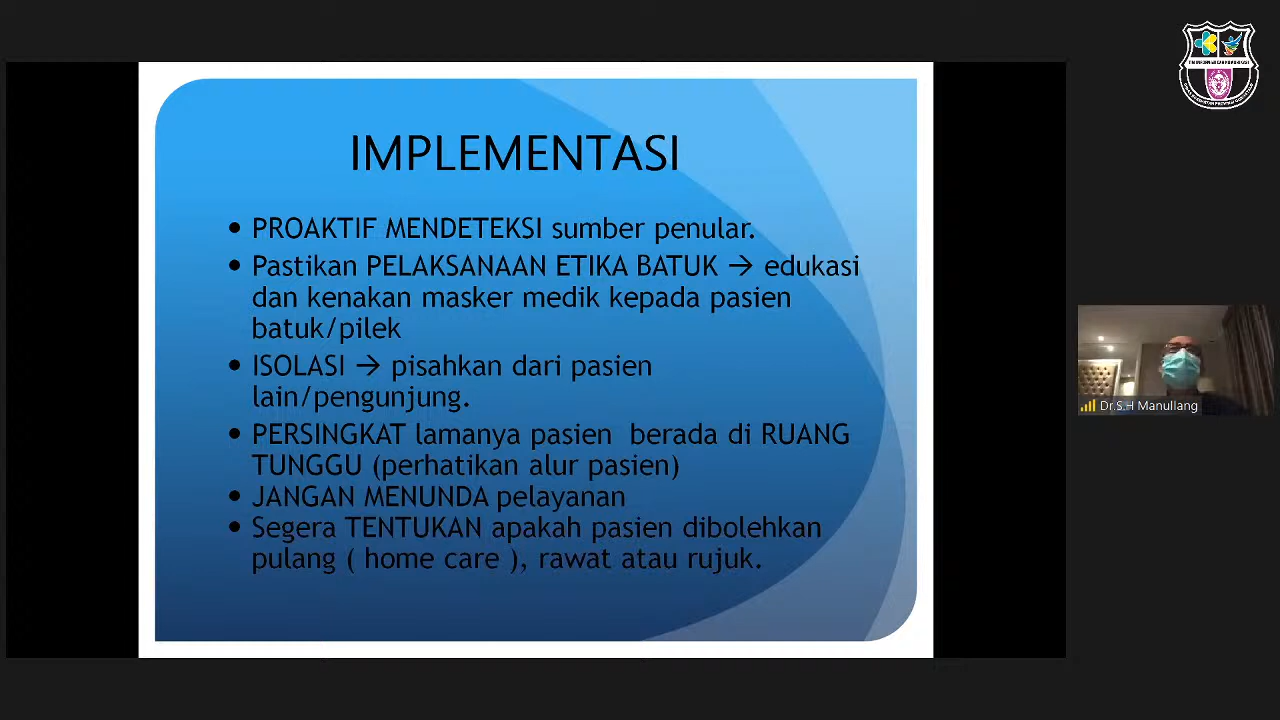 IMPLEMENTASI
• PROAKTIF MENDETEKSI sumber penular.
• Pastikan PELAKSANAAN ETIKA BATUK → edukasi
dan kenakan masker medik kepada pasien
batuk/pilek
• ISOLASI → pisahkan dari pasien
lain/pengunjung.
• PERSINGKAT lamanya pasien berada di RUANG
TUNGGU (perhatikan alur pasien)
• JANGAN MENUNDA pelayanan
• Segera TENTUKAN apakah pasien dibolehkan
pulang ( home care ), rawat atau rujuk.
Dr.S.H Manullang